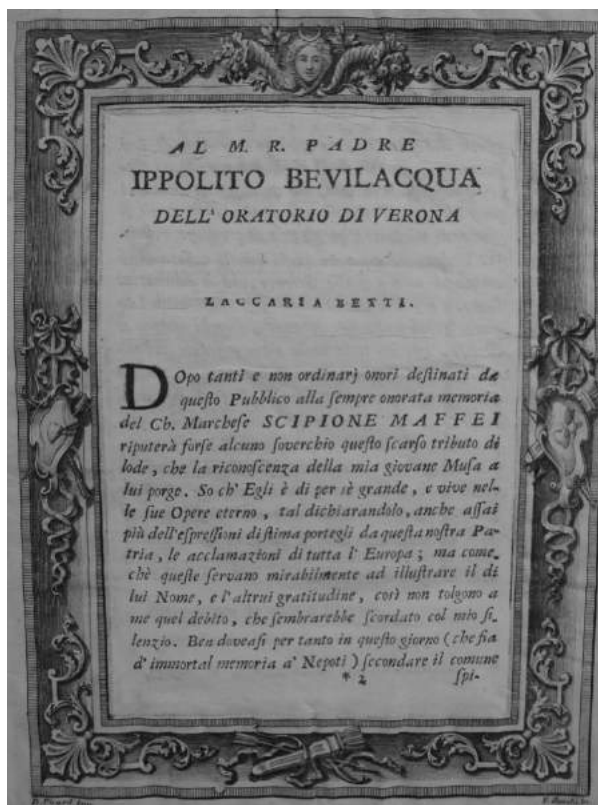 AL M. R. PADRE
IPPOLITO BEVILACQUA
DELL' ORATORIO DI VERONA
ZACCARIA BETTI.
DOpo tanti e non ordinarj onori deſtinati da
queſto Pubblico alla ſempre onorata memoria
del Ch. Marcheſe SCIPIONE MAFFEI
riputerà forſe alcuno ſoverchio queſto ſcarſo tributo di
lode, che la riconoſcenza della mia giovane Muſa a
lui porge. So ch' Egli è di per sè grande, e vive nel-
le ſue Opere eterno, tal dichiarandolo, anche aſſai
più dell' eſpreſſioni di ſtima portegli da queſta noſtra Pa-
tria, le acclamazioni di tutta l' Europa; ma come-
chè queſte ſervano mirabilmente ad illuſtrare il di
lui Nome, e l' altrui gratitudine, così non tolgono a
me quel debito, che ſembrarebbe ſcordato col mio ſi-
lenzio. Ben doveaſi per tanto in queſto giorno (che fia
d' immortal memoria a' Nepoti) ſecondare il comune
* 2 ſpi-